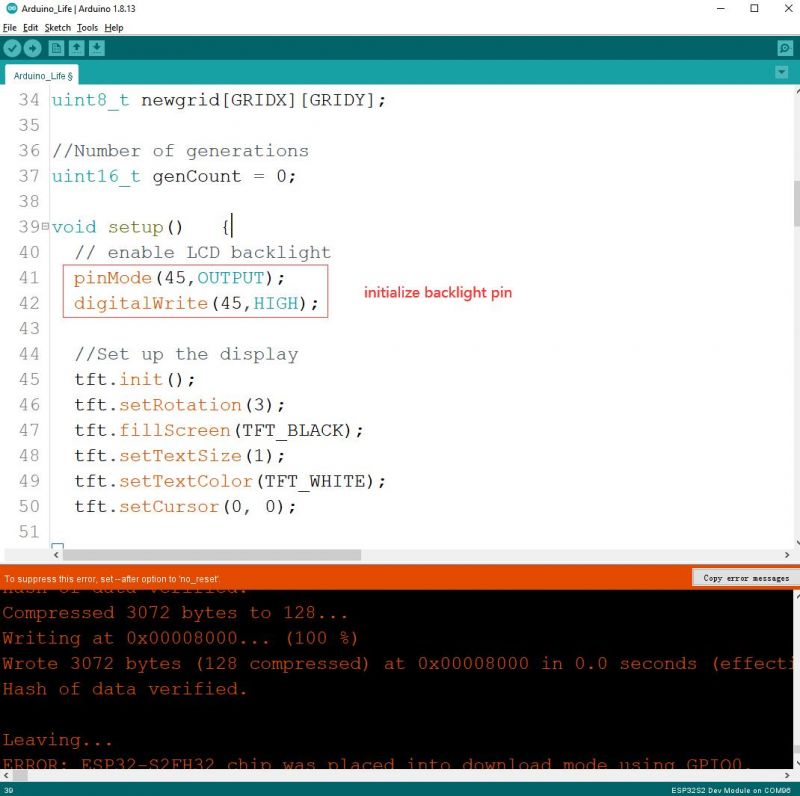 Arduino_Life | Arduino 1.8.13
File Edit Sketch Tools Help
Arduino_Life §
34 uint8_t newgrid[GRIDX][GRIDY];
35
36 //Number of generations
37 uint16_t genCount = 0;
38
39 void setup()   {
40 // enable LCD backlight
41 pinMode(45,OUTPUT);
42 digitalWrite(45,HIGH);
initialize backlight pin
43
44 //Set up the display
45 tft.init();
46 tft.setRotation(3);
47 tft.fillScreen(TFT_BLACK);
48 tft.setTextSize(1);
49 tft.setTextColor(TFT_WHITE);
50 tft.setCursor(0, 0);
51
To suppress this error, set --after option to 'no_reset'.
Copy error messages
Hash of data verified.
Compressed 3072 bytes to 128...
Writing at 0x00008000... (100 %)
Wrote 3072 bytes (128 compressed) at 0x00008000 in 0.0 seconds (effecti
Hash of data verified.
Leaving...
ERROR: ESP32-S2FH32 chip was placed into download mode using GPIO0.
39
ESP32S2 Dev Module on COM96